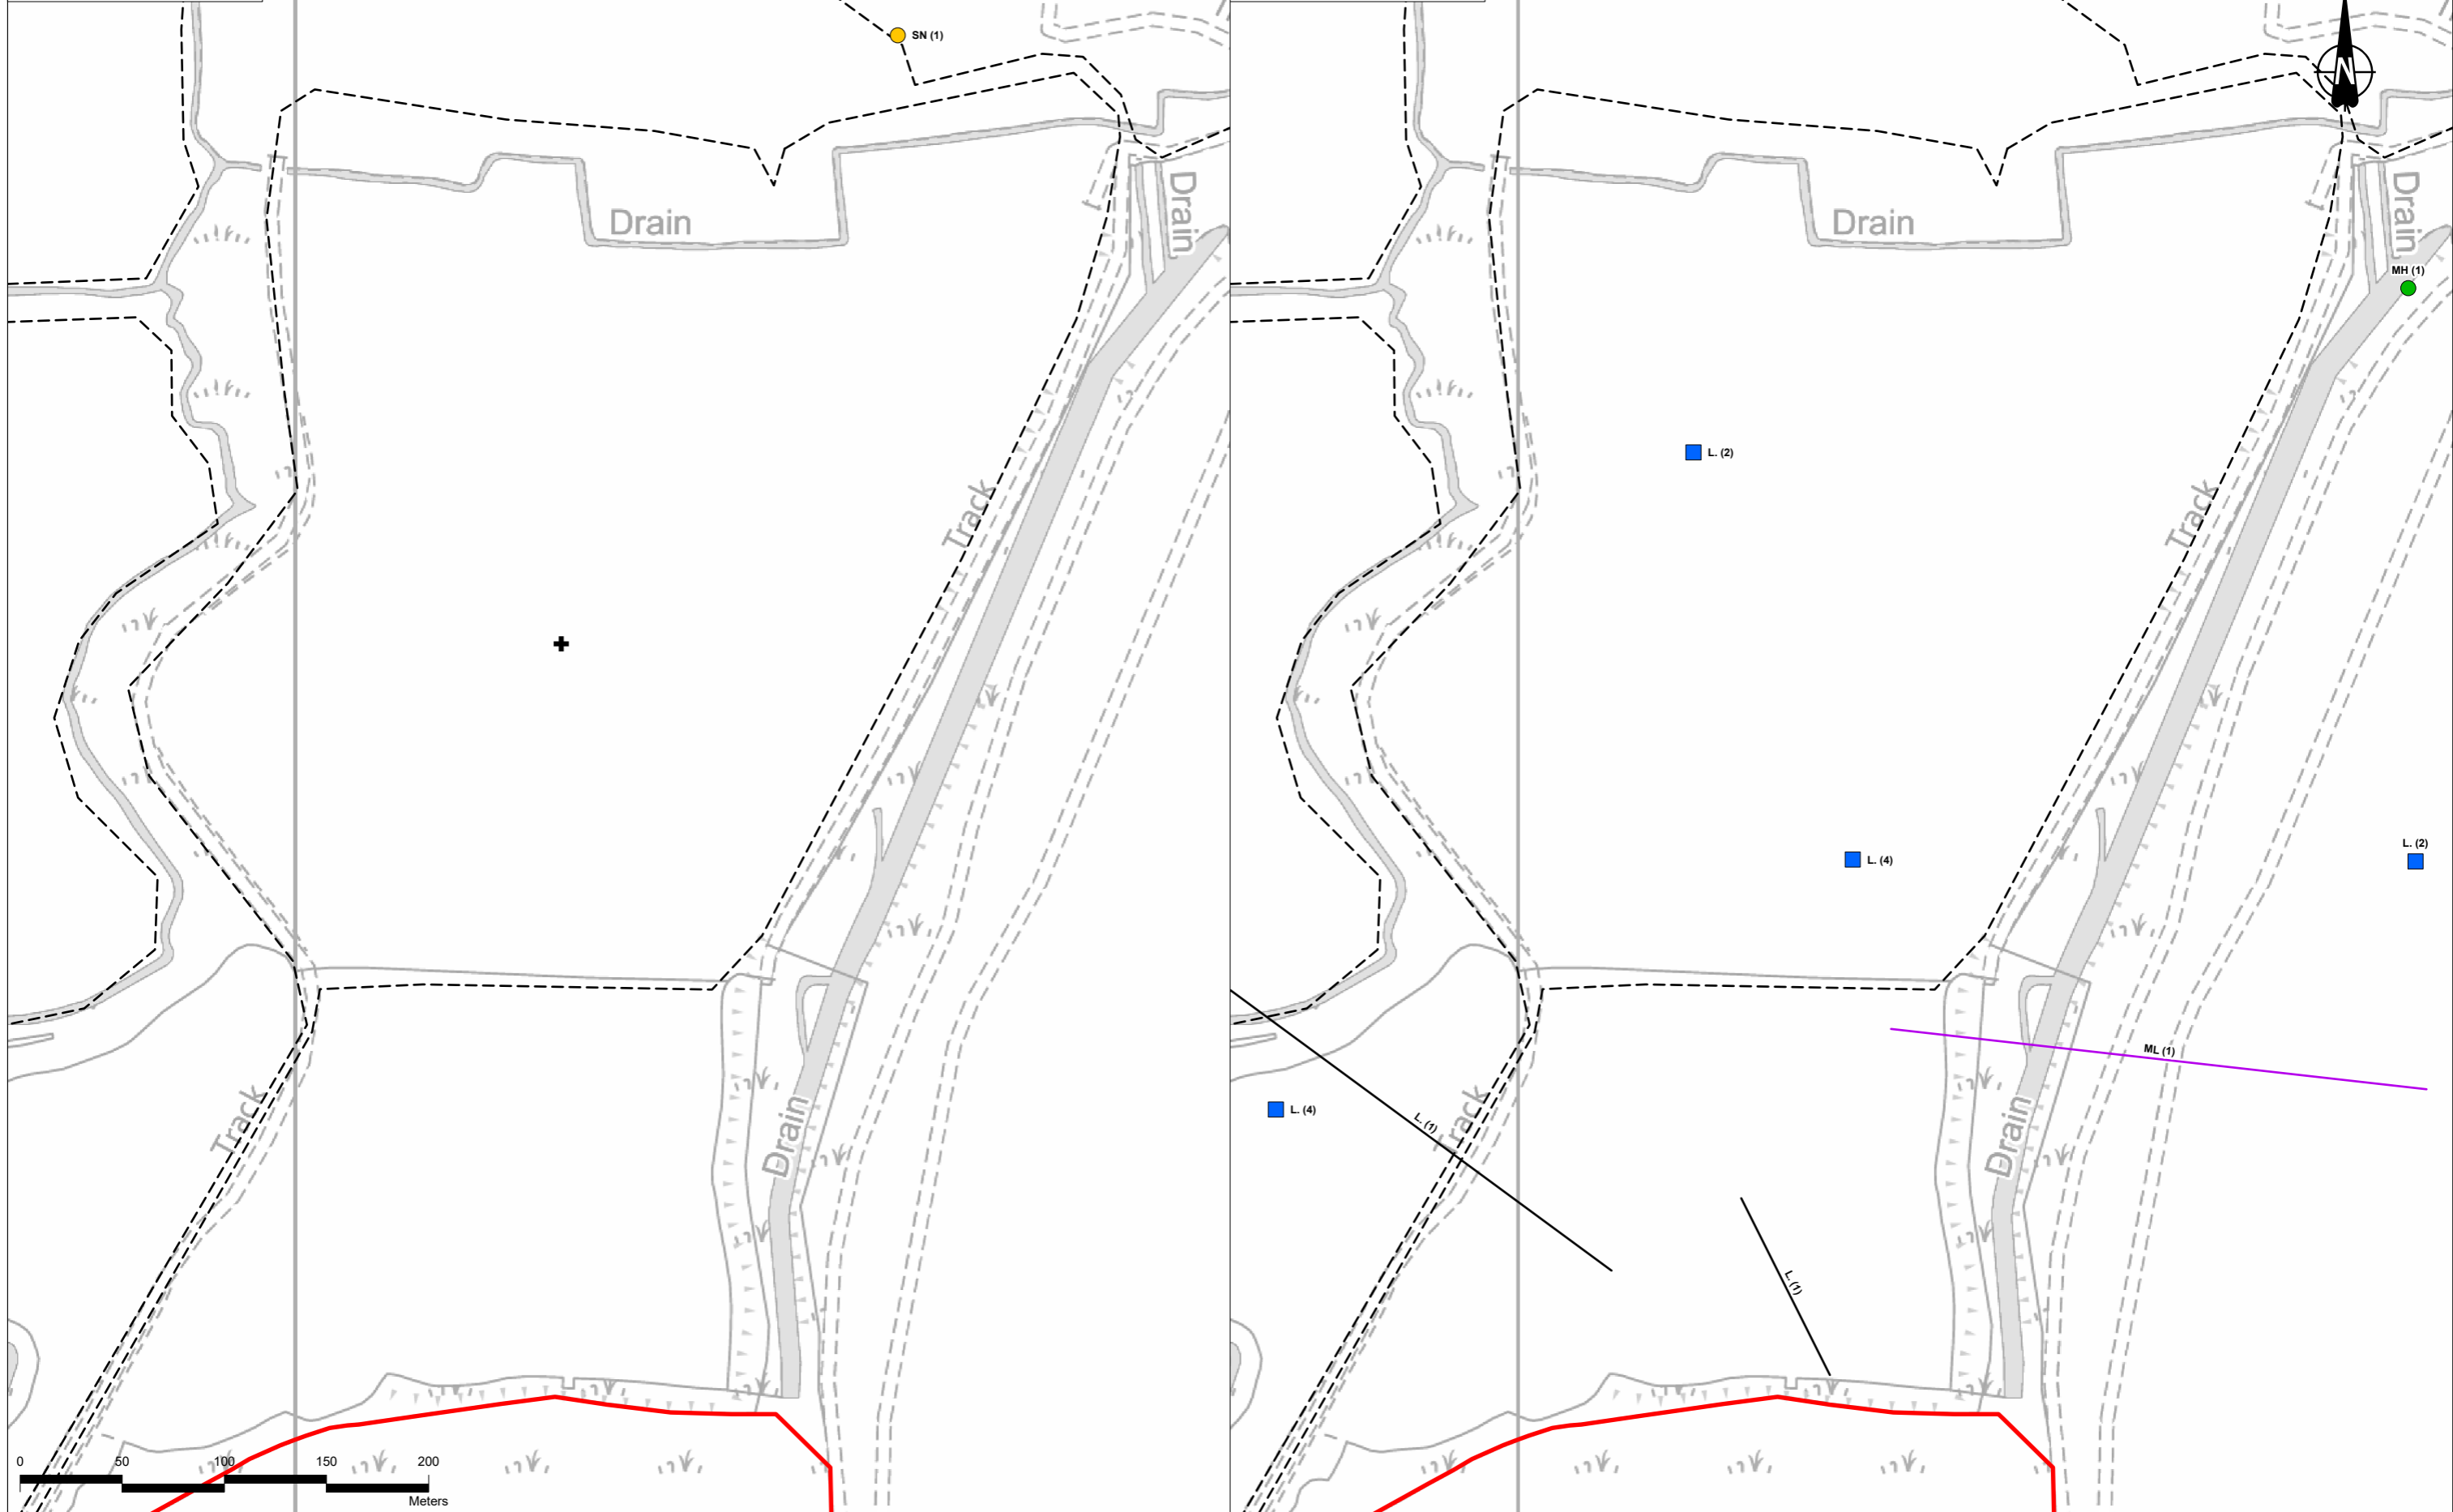 SN (1)
Drain
Drain
Track
Track
Drain
0 50 100 150 200
Meters
N
Drain
Drain
MH (1)
L. (2)
Track
L. (4)
L. (2)
ML (1)
L. (4)
L. (1)
Track
Drain
L. (1)